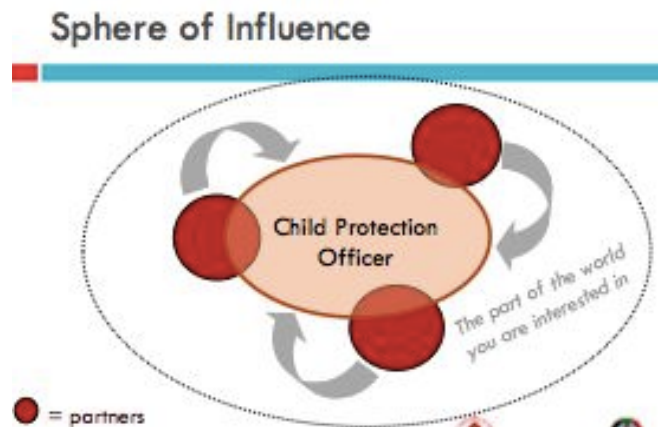 Sphere of Influence
Child Protection
Officer
The part of the world
you are interested in
= partners